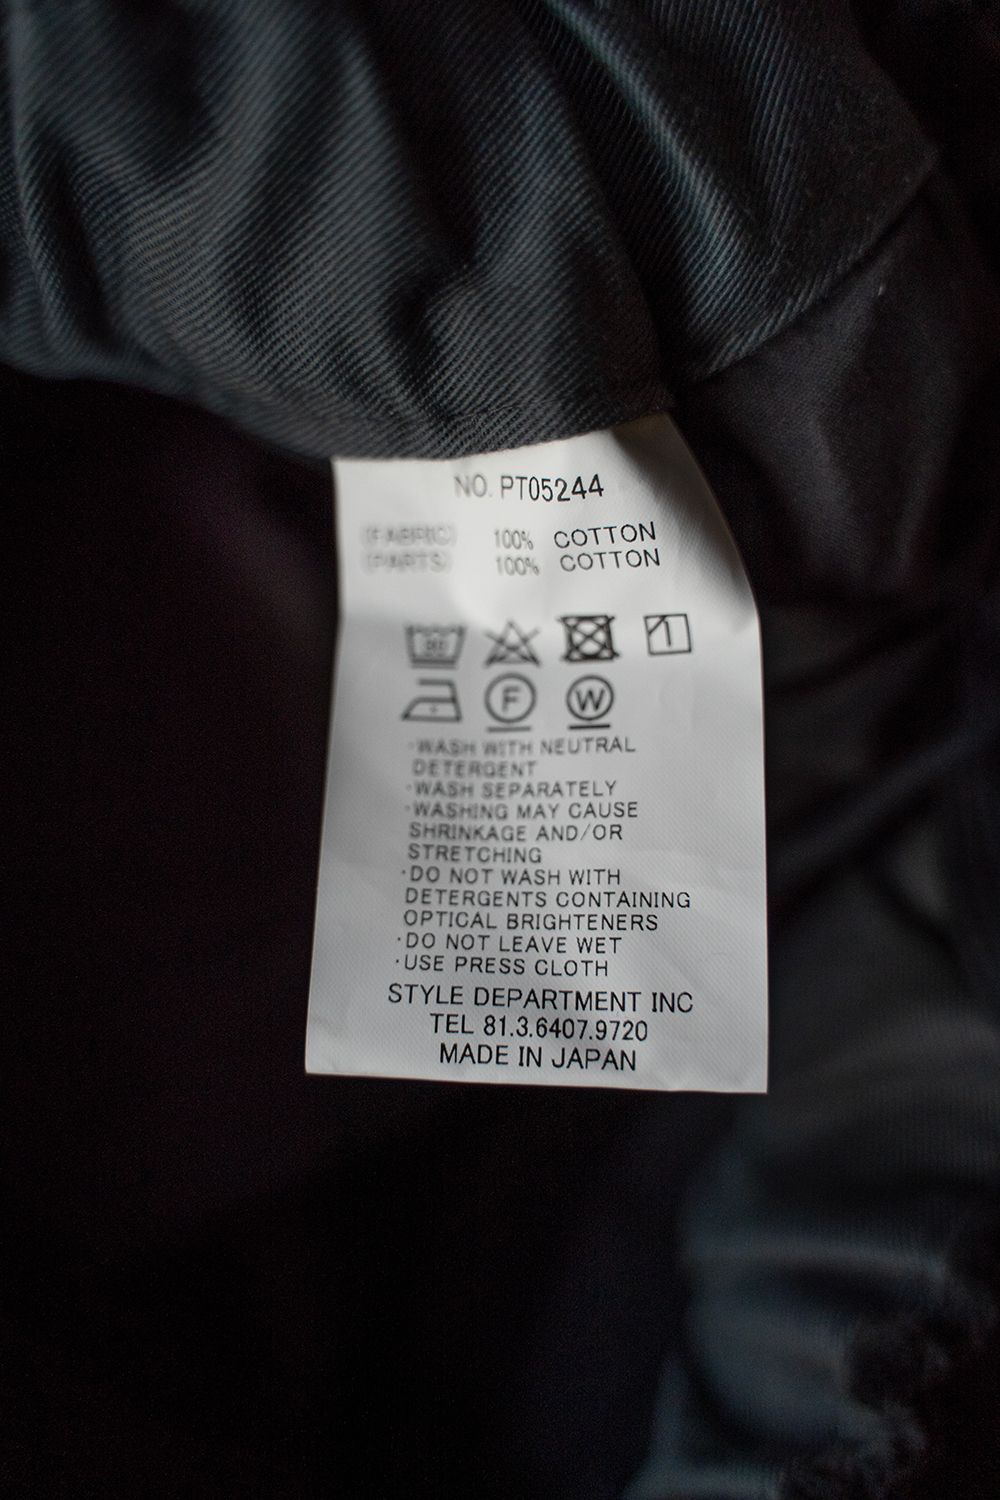 NO. PT05244
(FABRIC) 100% COTTON
(PARTS) 100% COTTON
F W
·WASH WITH NEUTRAL
DETERGENT
·WASH SEPARATELY
·WASHING MAY CAUSE
SHRINKAGE AND/OR
STRETCHING
·DO NOT WASH WITH
DETERGENTS CONTAINING
OPTICAL BRIGHTENERS
·DO NOT LEAVE WET
·USE PRESS CLOTH
STYLE DEPARTMENT INC
TEL 81.3.6407.9720
MADE IN JAPAN